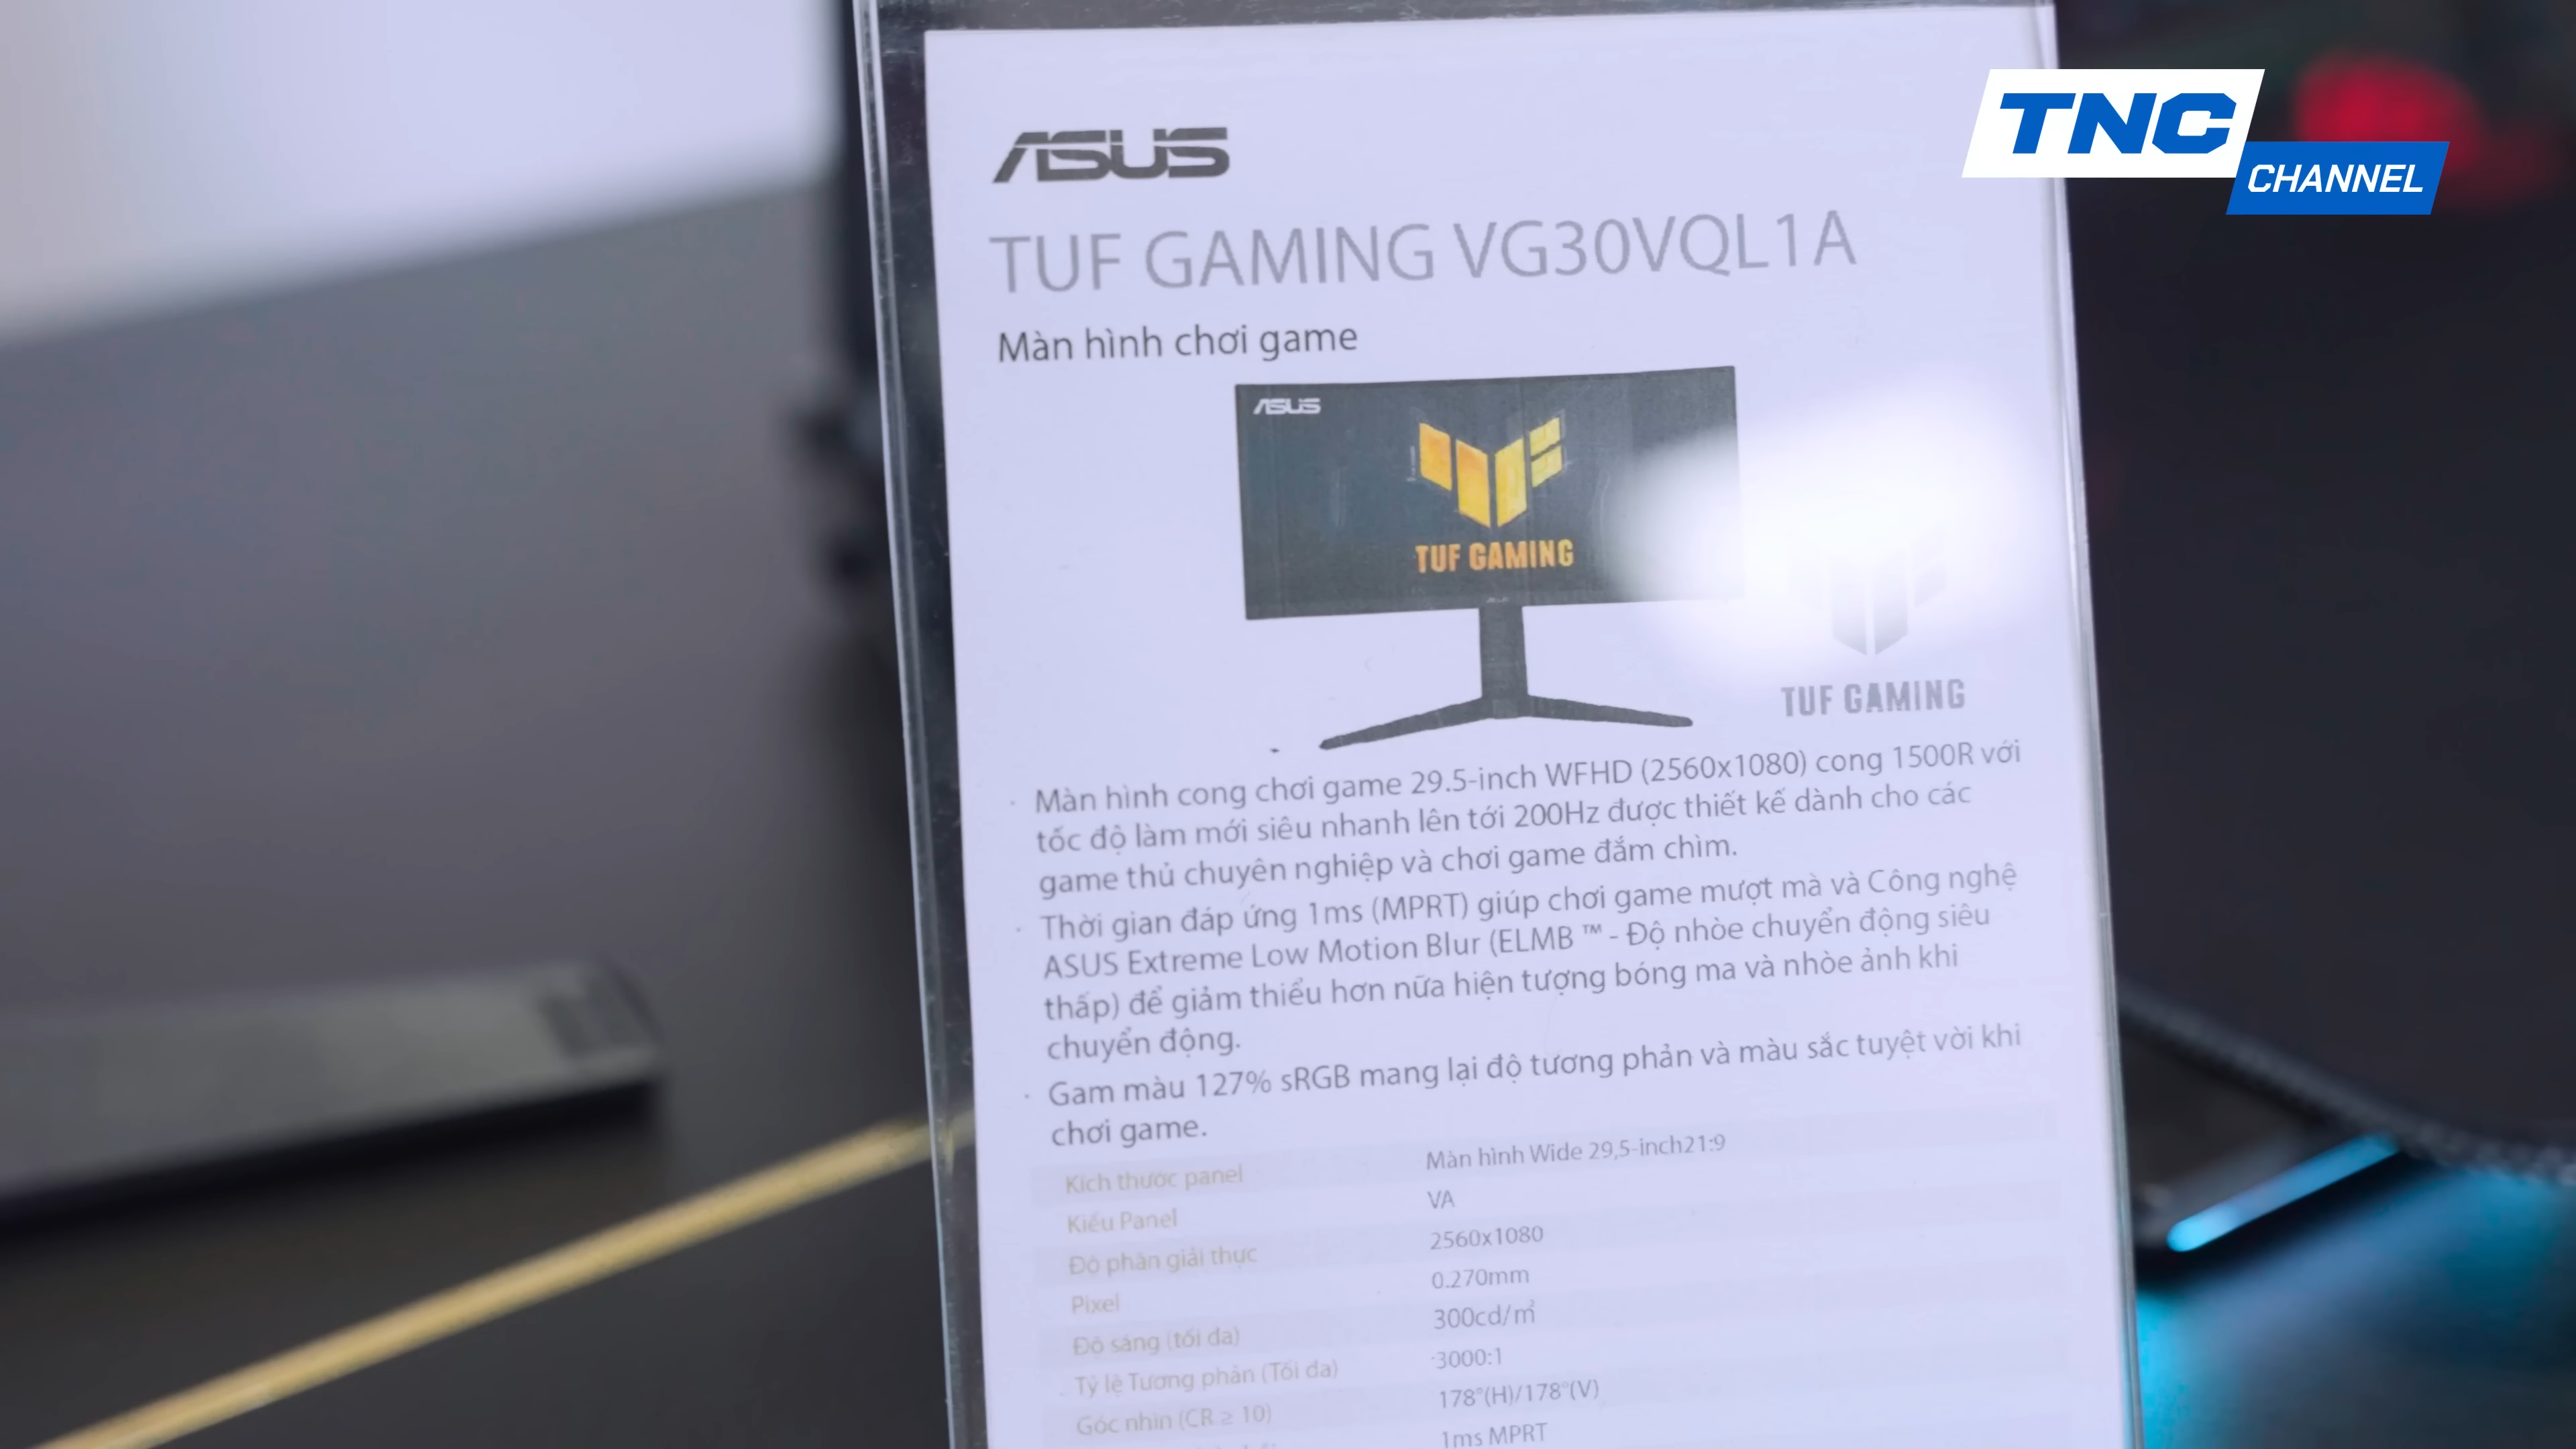 TNC
CHANNEL
ASUS
TUF GAMING VG30VQL1A
Màn hình chơi game
ASUS
TUF GAMING
TUF GAMING
· Màn hình cong chơi game 29.5-inch WFHD (2560x1080) cong 1500R với
tốc độ làm mới siêu nhanh lên tới 200Hz được thiết kế dành cho các
game thủ chuyên nghiệp và chơi game đắm chìm.
· Thời gian đáp ứng 1ms (MPRT) giúp chơi game mượt mà và Công nghệ
ASUS Extreme Low Motion Blur (ELMB ™ - Độ nhòe chuyển động siêu
thấp) để giảm thiểu hơn nữa hiện tượng bóng ma và nhòe ảnh khi
chuyển động.
· Gam màu 127% sRGB mang lại độ tương phản và màu sắc tuyệt vời khi
chơi game.
Kích thước panel Màn hình Wide 29,5-inch21:9
Kiểu Panel VA
Độ phân giải thực 2560x1080
Pixel 0.270mm
Độ sáng (tối đa) 300cd/㎡
Tỷ lệ Tương phản (Tối đa) 3000:1
Góc nhìn (CR ≥ 10) 178°(H)/178°(V)
1ms MPRT